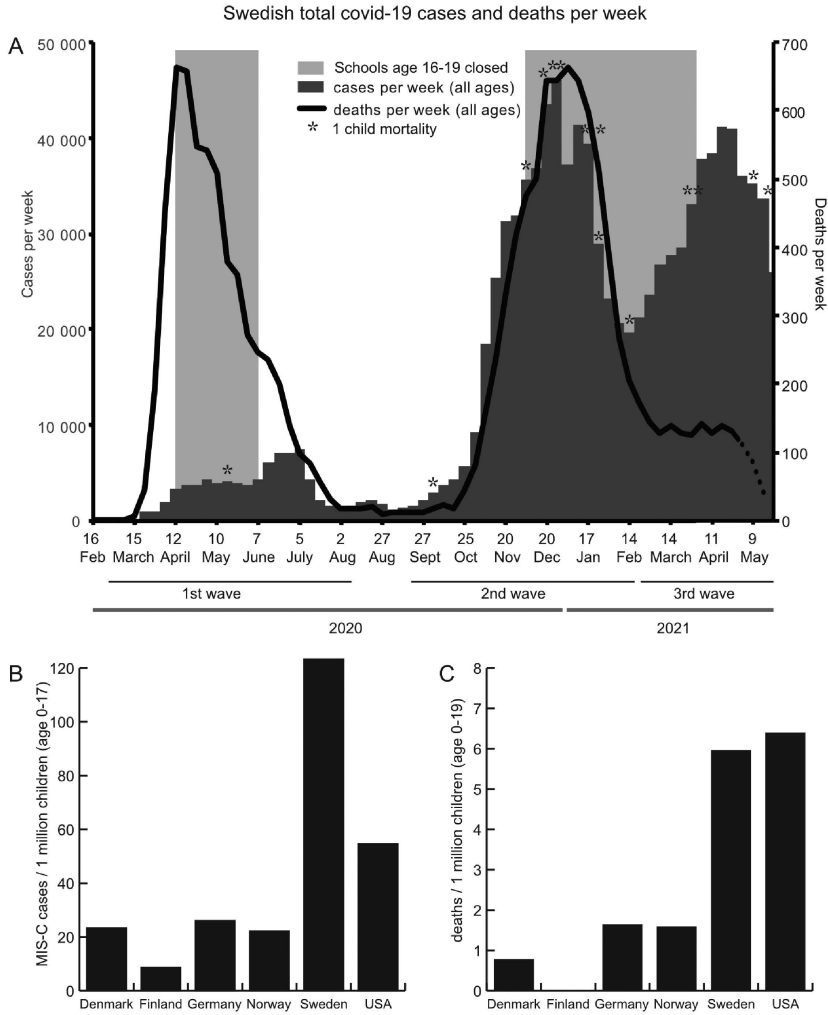 Swedish total covid-19 cases and deaths per week
A
50 000
40 000
30 000
20 000
10 000
0
Cases per week
700
600
500
400
300
200
100
0
Deaths per week
Schools age 16-19 closed
cases per week (all ages)
deaths per week (all ages)
* 1 child mortality
16 15 12 10 7 5 2 27 27 25 20 20 17 14 14 11 9
Feb March April May June July Aug Aug Sept Oct Nov Dec Jan Feb March April May
1st wave 2nd wave 3rd wave
2020 2021
B
120
100
80
60
40
20
0
MIS-C cases / 1 million children (age 0-17)
Denmark Finland Germany Norway Sweden USA
C
8
7
6
5
4
3
2
1
0
deaths / 1 million children (age 0-19)
Denmark Finland Germany Norway Sweden USA